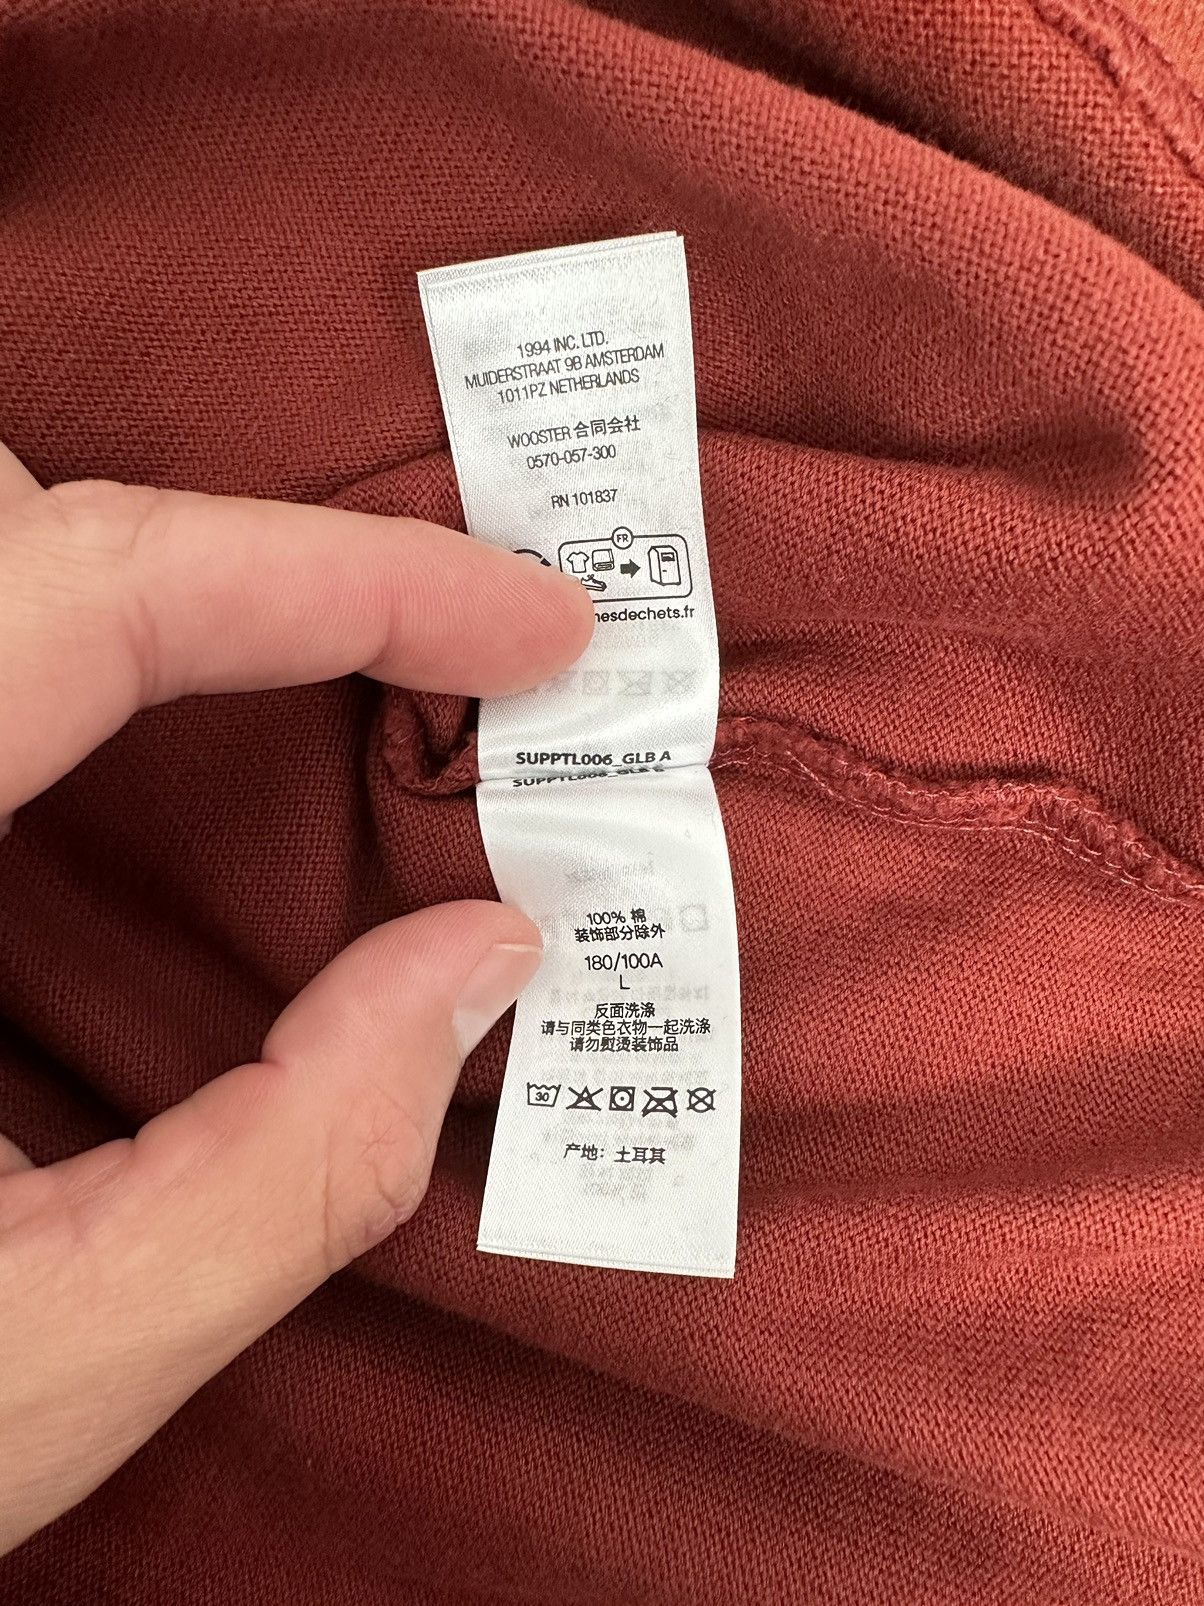 1994 INC. LTD.
MUIDERSTRAAT 9B AMSTERDAM
1011PZ NETHERLANDS
WOOSTER 合同会社
0570-057-300
RN 101837
FR
nesdechets.fr
SUPPTL006_GLB A
100% 棉
装饰部分除外
180/100A
L
反面洗涤
请与同类色衣物一起洗涤
请勿熨烫装饰品
30
产地：土耳其